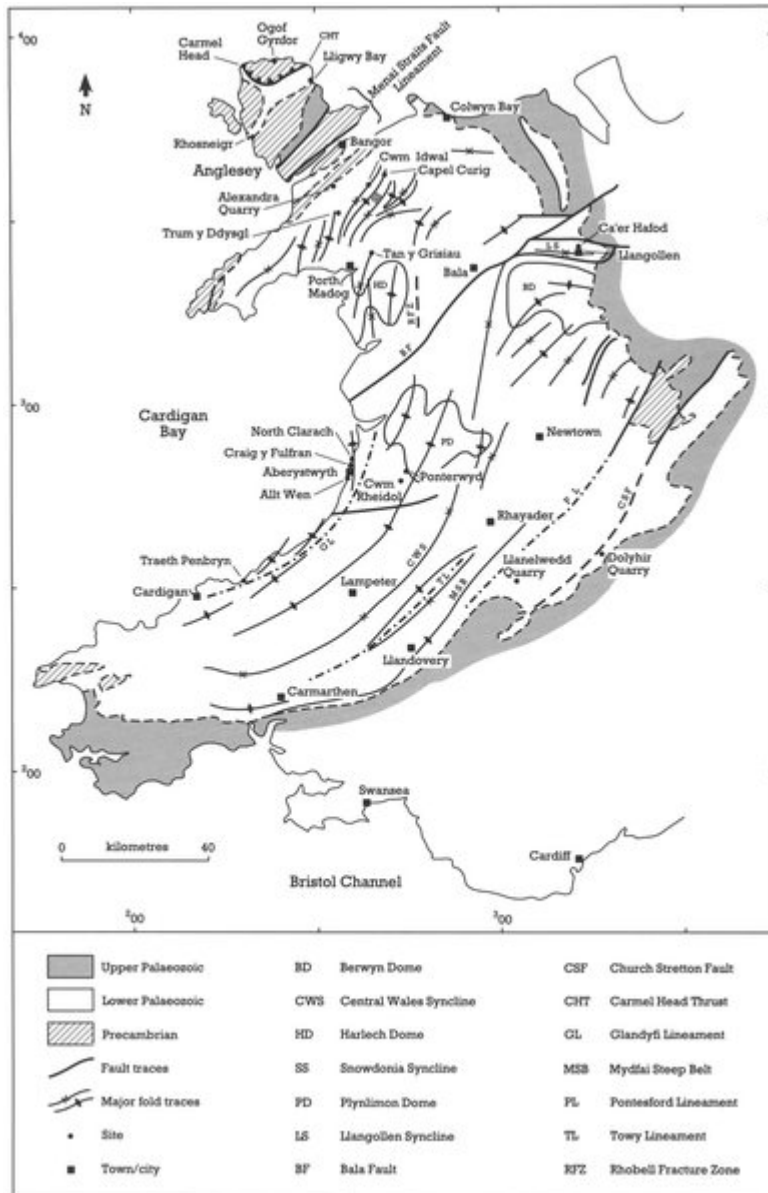 ⁴00
Ogof
Gynfor
CHT
Carmel
Head
Lligwy Bay
Menai Straits Fault
Lineament
N
Colwyn Bay
Rhosneigr
Bangor
Anglesey
Cwm Idwal
Capel Curig
Alexandra
Quarry
Trum y Ddysgl
Ca'er Hafod
LS
Llangollen
Tan y Grisiau
Bala
Porth
Madog
HD
RFZ
BD
BF
³00
Cardigan
Bay
North Clarach
Craig y Fulfran
Aberystwyth
Allt Wen
PD
Ponterwyd
Cwm
Rheidol
Newtown
PL
CSF
Rhayader
GL
Traeth Penbryn
CWS
Llanelwedd
Quarry
Dolyhir
Quarry
Cardigan
Lampeter
TL
MSB
Llandovery
Carmarthen
²00
Swansea
0 kilometres 40
Cardiff
Bristol Channel
²00 ³00
Upper Palaeozoic BD Berwyn Dome CSF Church Stretton Fault
Lower Palaeozoic CWS Central Wales Syncline CHT Carmel Head Thrust
Precambrian HD Harlech Dome GL Glandyfi Lineament
Fault traces SS Snowdonia Syncline MSB Mydfai Steep Belt
Major fold traces PD Plynlimon Dome PL Pontesford Lineament
Site LS Llangollen Syncline TL Towy Lineament
Town/city BF Bala Fault RFZ Rhobell Fracture Zone